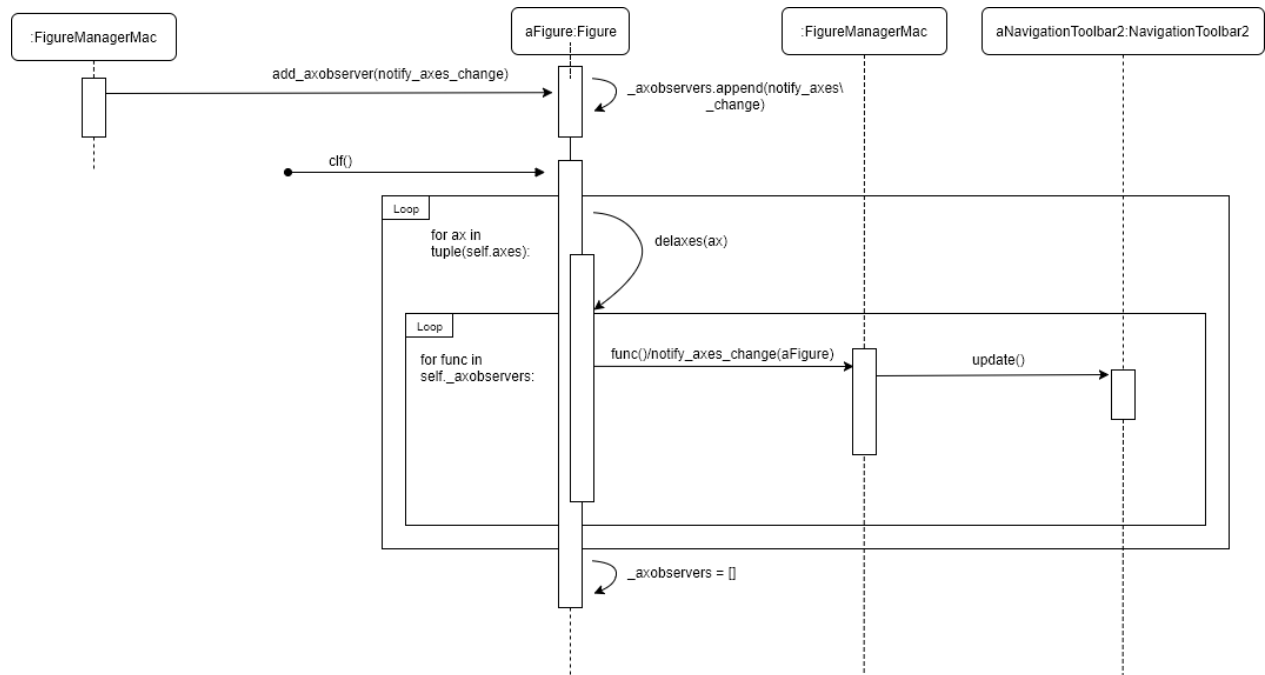 :FigureManagerMac
aFigure:Figure
:FigureManagerMac
aNavigationToolbar2:NavigationToolbar2
add_axobserver(notify_axes_change)
_axobservers.append(notify_axes\
_change)
clf()
Loop
for ax in
tuple(self.axes):
delaxes(ax)
Loop
for func in
self._axobservers:
func()/notify_axes_change(aFigure)
update()
_axobservers = []